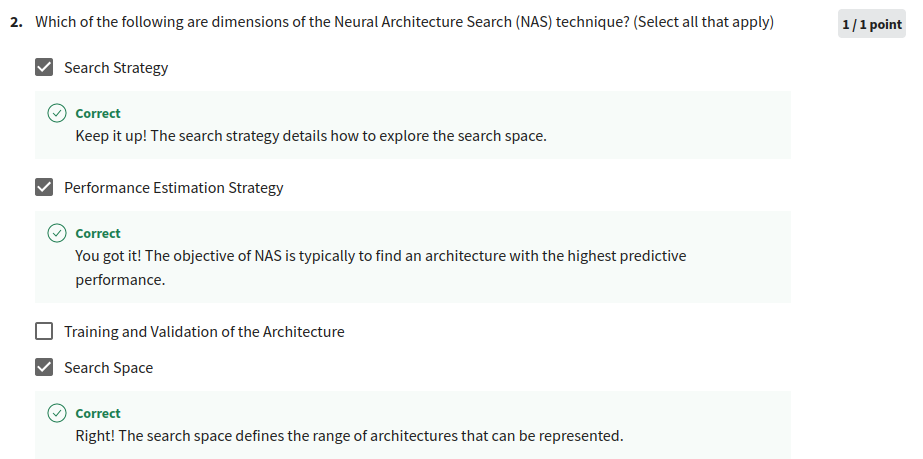 2. Which of the following are dimensions of the Neural Architecture Search (NAS) technique? (Select all that apply)
1 / 1 point
Search Strategy
Correct
Keep it up! The search strategy details how to explore the search space.
Performance Estimation Strategy
Correct
You got it! The objective of NAS is typically to find an architecture with the highest predictive
performance.
Training and Validation of the Architecture
Search Space
Correct
Right! The search space defines the range of architectures that can be represented.